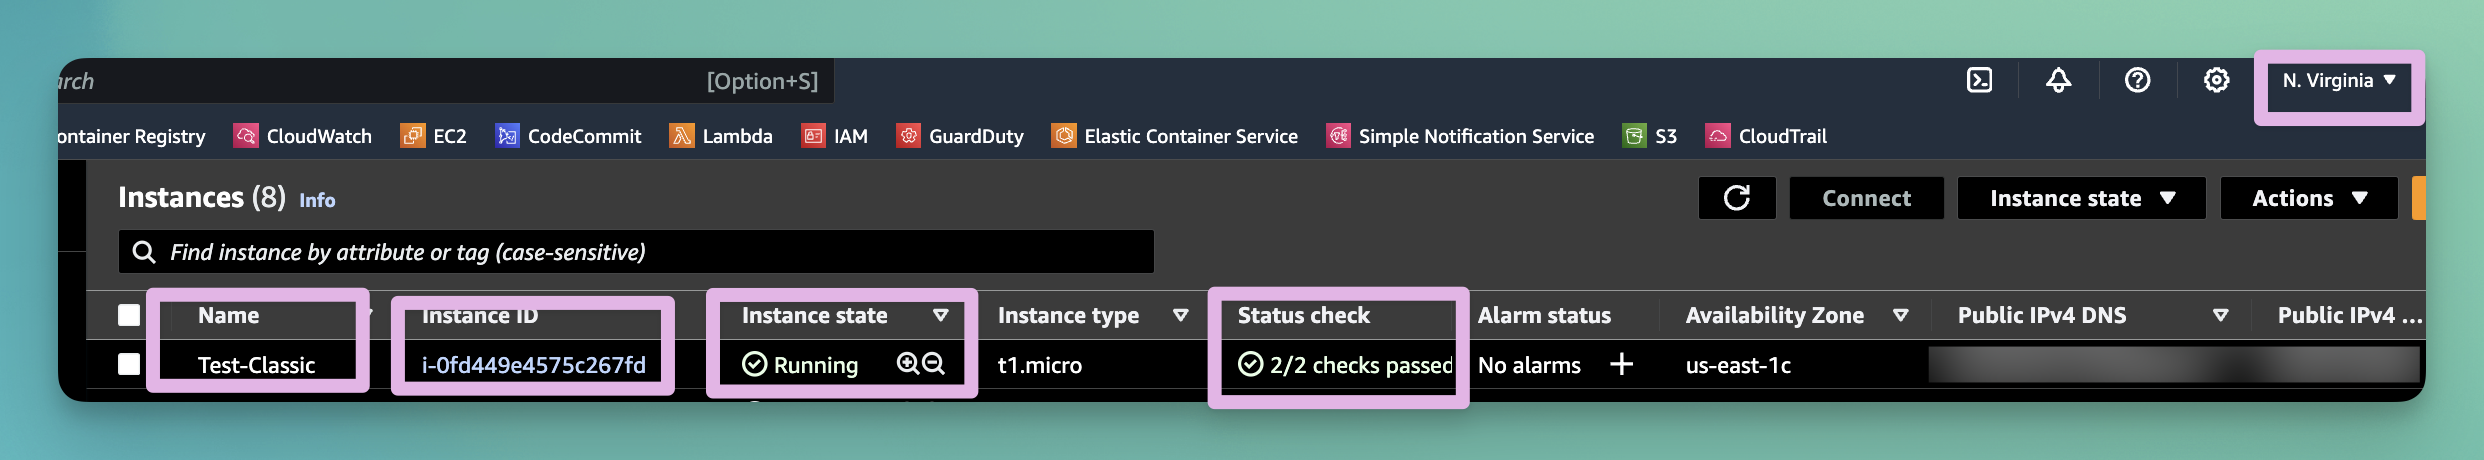 arch [Option+S] N. Virginia
ontainer Registry CloudWatch EC2 CodeCommit Lambda IAM GuardDuty Elastic Container Service Simple Notification Service S3 CloudTrail
Instances (8) Info Connect Instance state Actions
Find instance by attribute or tag (case-sensitive)
Name Instance ID Instance state Instance type Status check Alarm status Availability Zone Public IPv4 DNS Public IPv4 ...
Test-Classic i-0fd449e4575c267fd Running t1.micro 2/2 checks passed No alarms us-east-1c